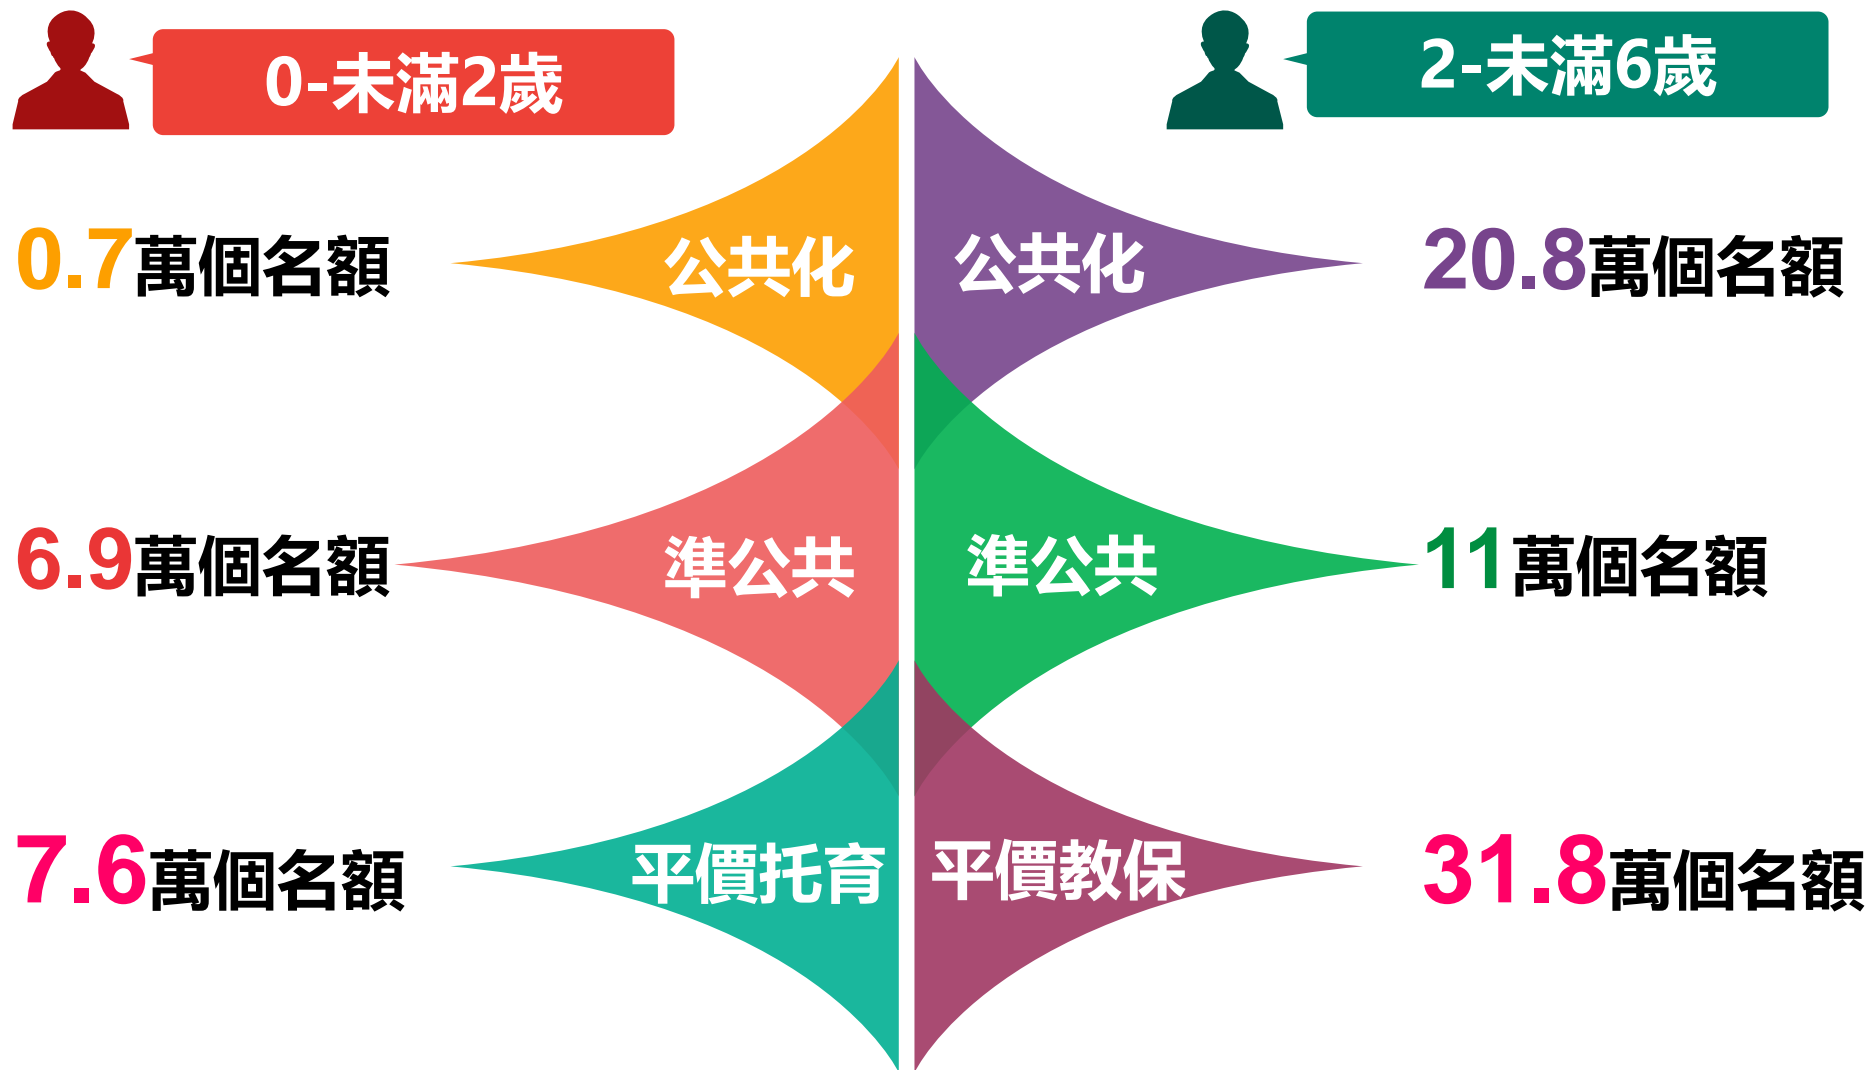 0-未滿2歲
2-未滿6歲
0.7萬個名額
公共化
公共化
20.8萬個名額
6.9萬個名額
準公共
準公共
11萬個名額
7.6萬個名額
平價托育
平價教保
31.8萬個名額